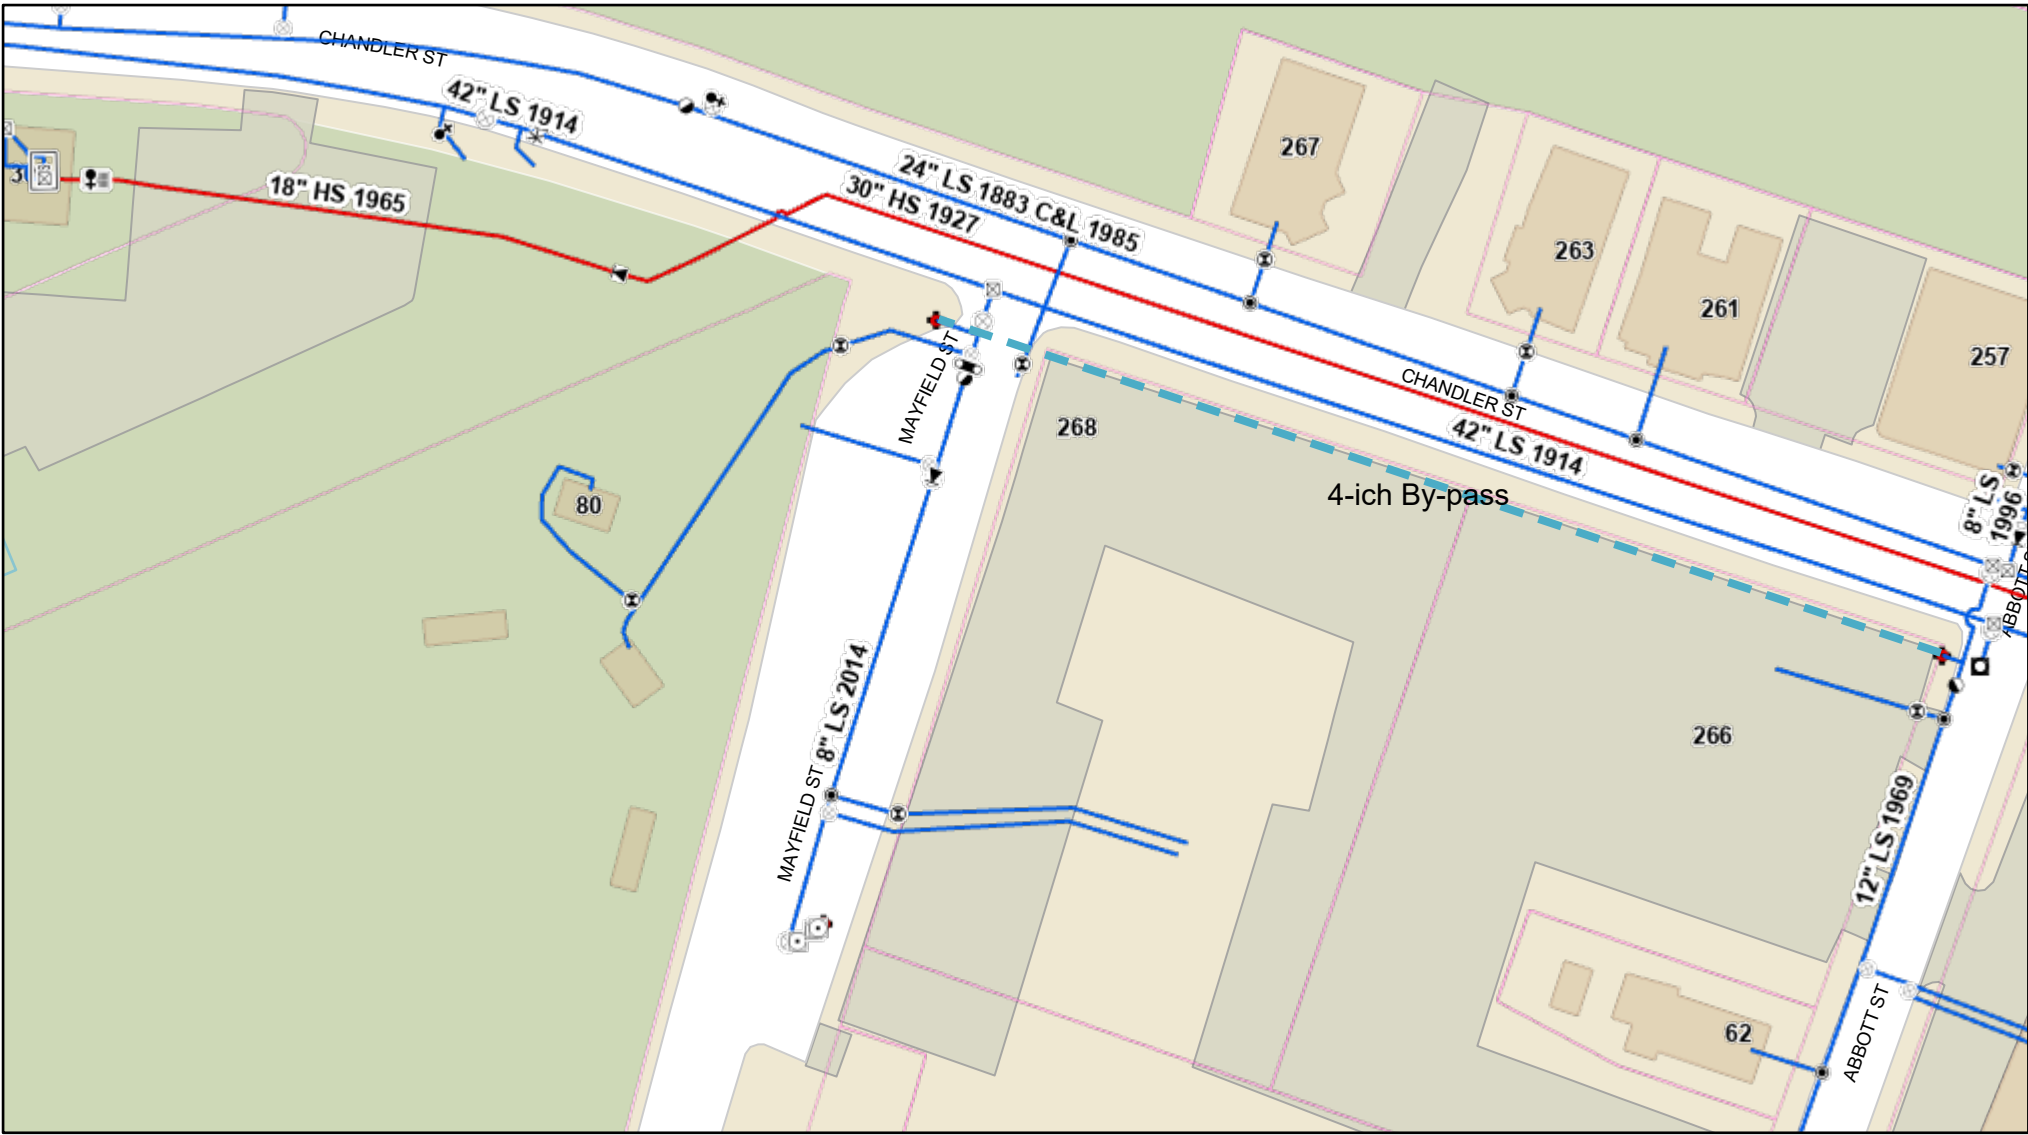 CHANDLER ST
42" LS 1914
18" HS 1965
24" LS 1883 C&L 1985
30" HS 1927
267
263
261
257
MAYFIELD ST
268
CHANDLER ST
42" LS 1914
4-ich By-pass
80
8" LS
1996
8" LS 2014
MAYFIELD ST
266
12" LS 1969
62
ABBOTT ST